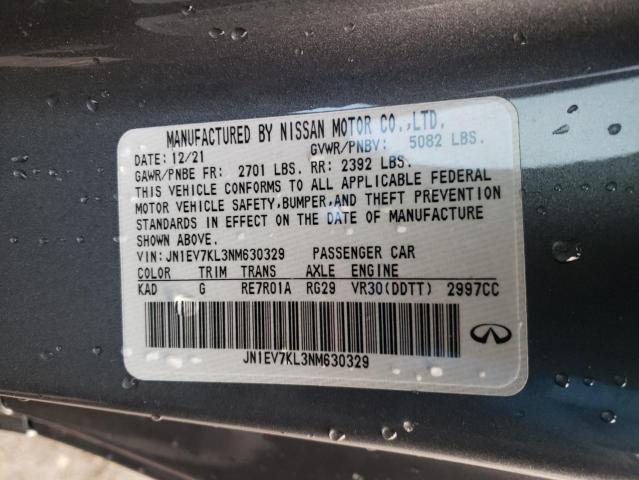 MANUFACTURED BY NISSAN MOTOR CO.,LTD.
DATE: 12/21 GVWR/PNBV: 5082 LBS.
GAWR/PNBE FR: 2701 LBS. RR: 2392 LBS.
THIS VEHICLE CONFORMS TO ALL APPLICABLE FEDERAL
MOTOR VEHICLE SAFETY,BUMPER,AND THEFT PREVENTION
STANDARDS IN EFFECT ON THE DATE OF MANUFACTURE
SHOWN ABOVE.
VIN: JN1EV7KL3NM630329 PASSENGER CAR
COLOR TRIM TRANS AXLE ENGINE
KAD G RE7R01A RG29 VR30(DDTT) 2997CC
JN1EV7KL3NM630329